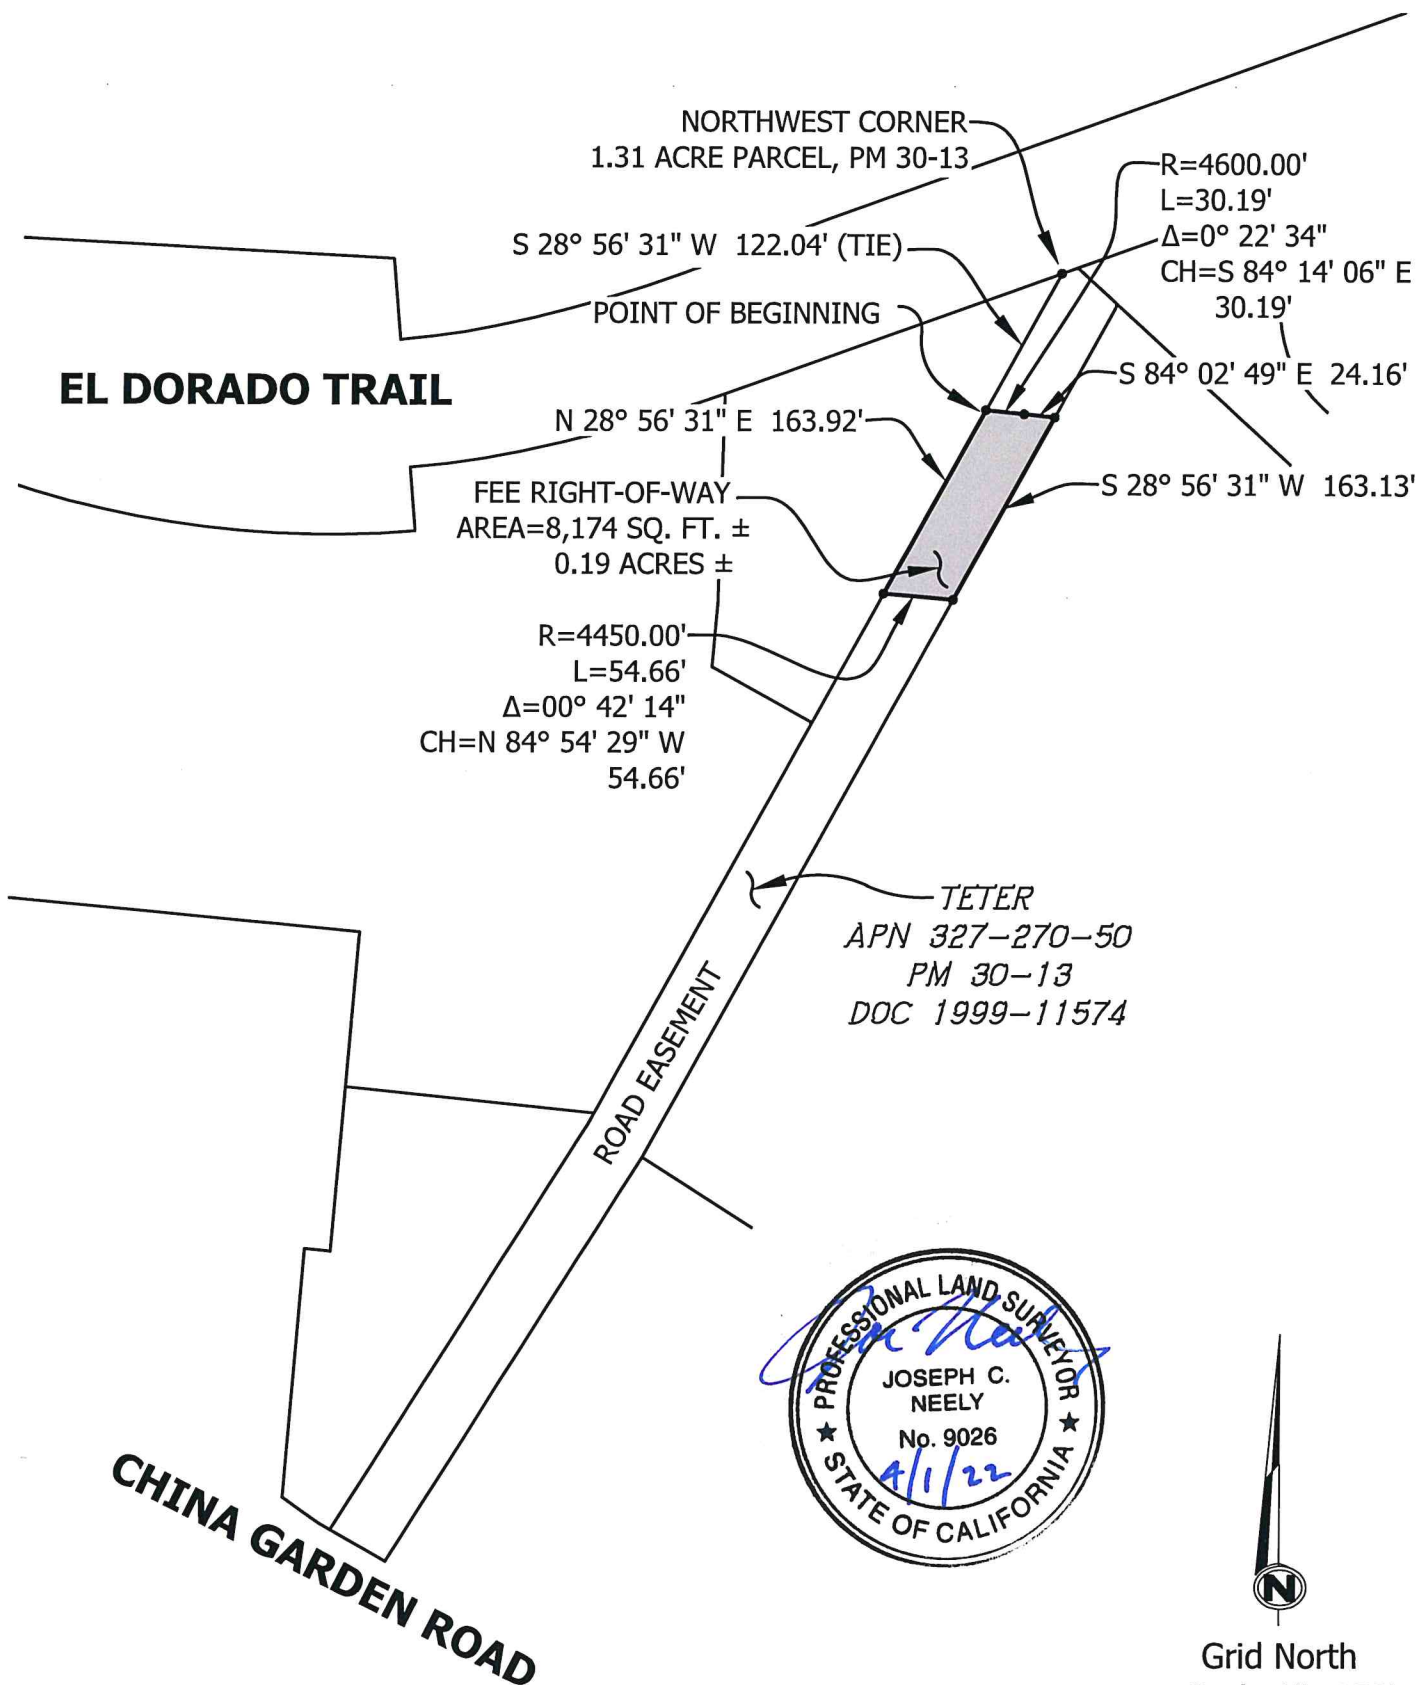 NORTHWEST CORNER
1.31 ACRE PARCEL, PM 30-13
R=4600.00'
L=30.19'
Δ=0° 22' 34"
CH=S 84° 14' 06" E
30.19'
S 28° 56' 31" W 122.04' (TIE)
POINT OF BEGINNING
EL DORADO TRAIL
S 84° 02' 49" E 24.16'
N 28° 56' 31" E 163.92'
S 28° 56' 31" W 163.13'
FEE RIGHT-OF-WAY
AREA=8,174 SQ. FT. ±
0.19 ACRES ±
R=4450.00'
L=54.66'
Δ=00° 42' 14"
CH=N 84° 54' 29" W
54.66'
TETER
APN 327-270-50
PM 30-13
DOC 1999-11574
ROAD EASEMENT
PROFESSIONAL LAND SURVEYOR
JOSEPH C.
NEELY
No. 9026
4/1/22
STATE OF CALIFORNIA
CHINA GARDEN ROAD
N
Grid North